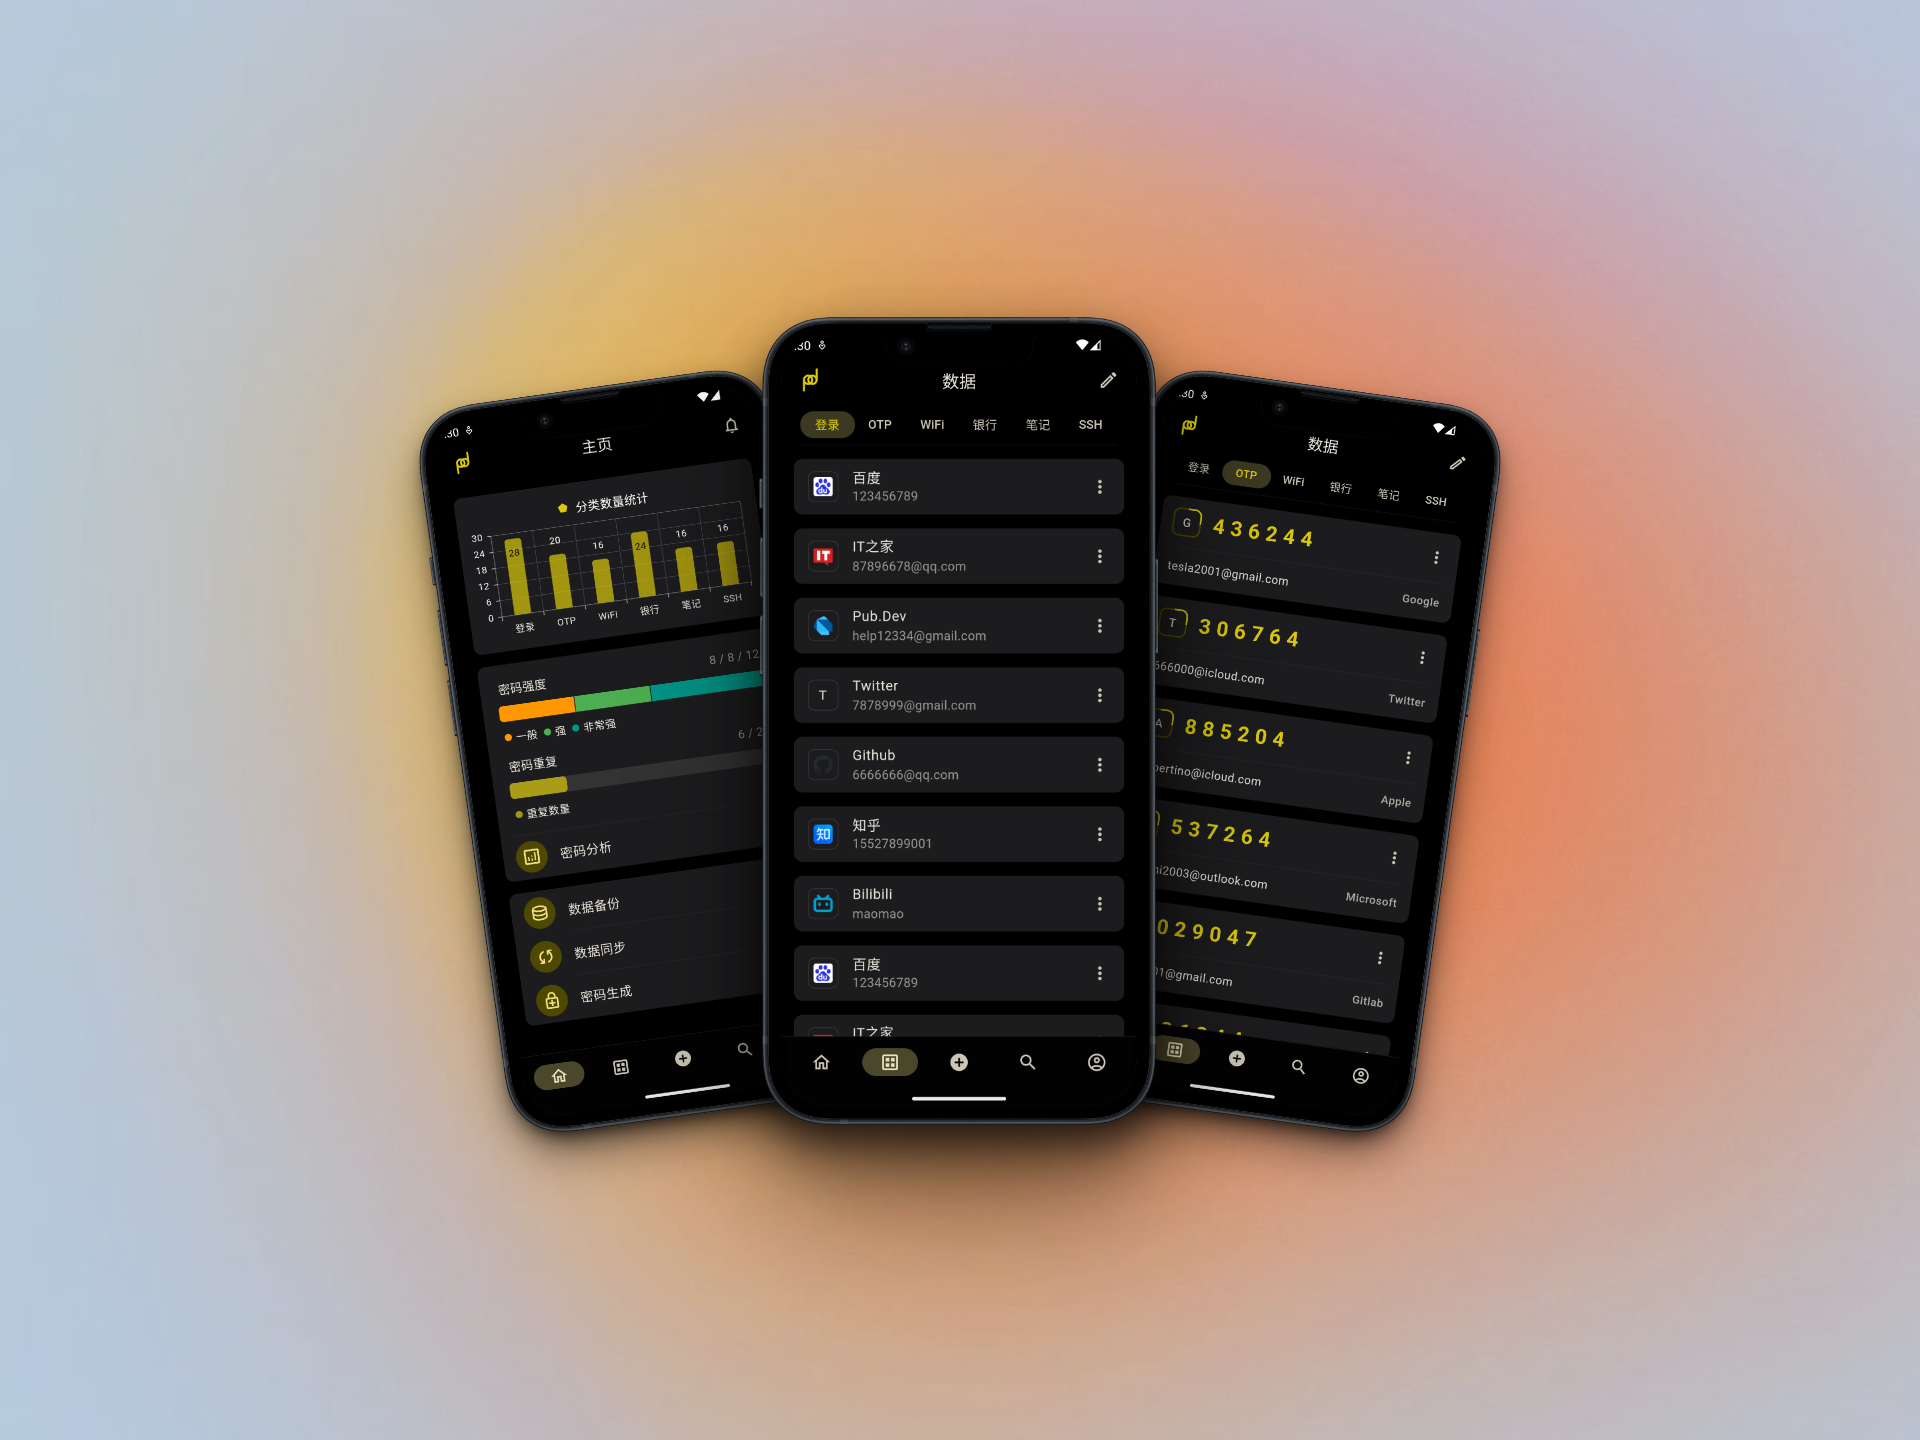 :30
主页
分类数量统计
30
24
18
12
6
0
28
20
16
24
16
16
登录
OTP
WiFi
银行
笔记
SSH
8 / 8 / 12
密码强度
一般
强
非常强
6 / 2
密码重复
重复数量
密码分析
数据备份
数据同步
密码生成
:30
数据
登录
OTP
WiFi
银行
笔记
SSH
百度
123456789
IT之家
87896678@qq.com
Pub.Dev
help12334@gmail.com
T
Twitter
7878999@gmail.com
Github
6666666@qq.com
知
知乎
15527899001
Bilibili
maomao
百度
123456789
IT之家
:30
数据
登录
OTP
WiFi
银行
笔记
SSH
G
436244
tesla2001@gmail.com
Google
T
306764
666000@icloud.com
Twitter
A
885204
pertino@icloud.com
Apple
537264
ni2003@outlook.com
Microsoft
029047
01@gmail.com
Gitlab